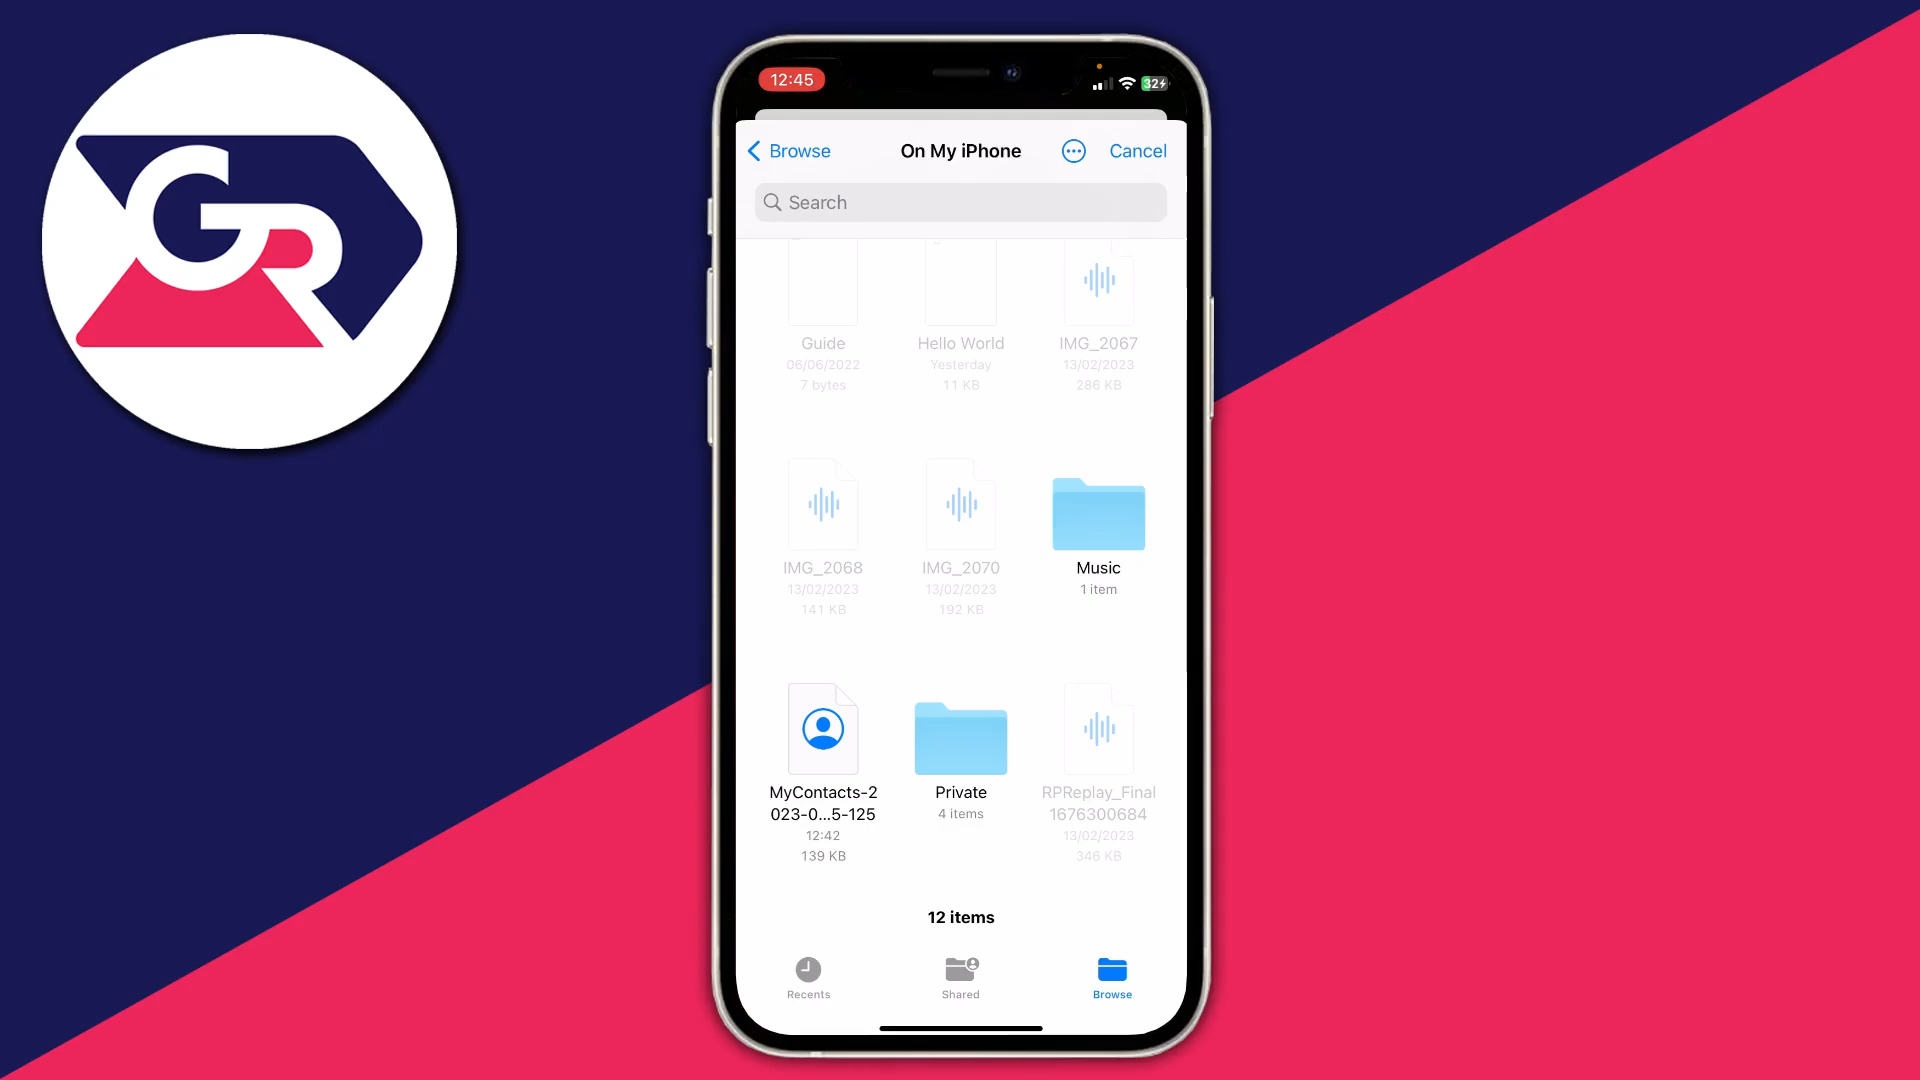 GR
12:45
32
Browse
On My iPhone
Cancel
Search
Guide
06/06/2022
7 bytes
Hello World
Yesterday
11 KB
IMG_2067
13/02/2023
286 KB
IMG_2068
13/02/2023
141 KB
IMG_2070
13/02/2023
192 KB
Music
1 item
MyContacts-2
023-0...5-125
12:42
139 KB
Private
4 items
RPReplay_Final
1676300684
13/02/2023
346 KB
12 items
Recents
Shared
Browse